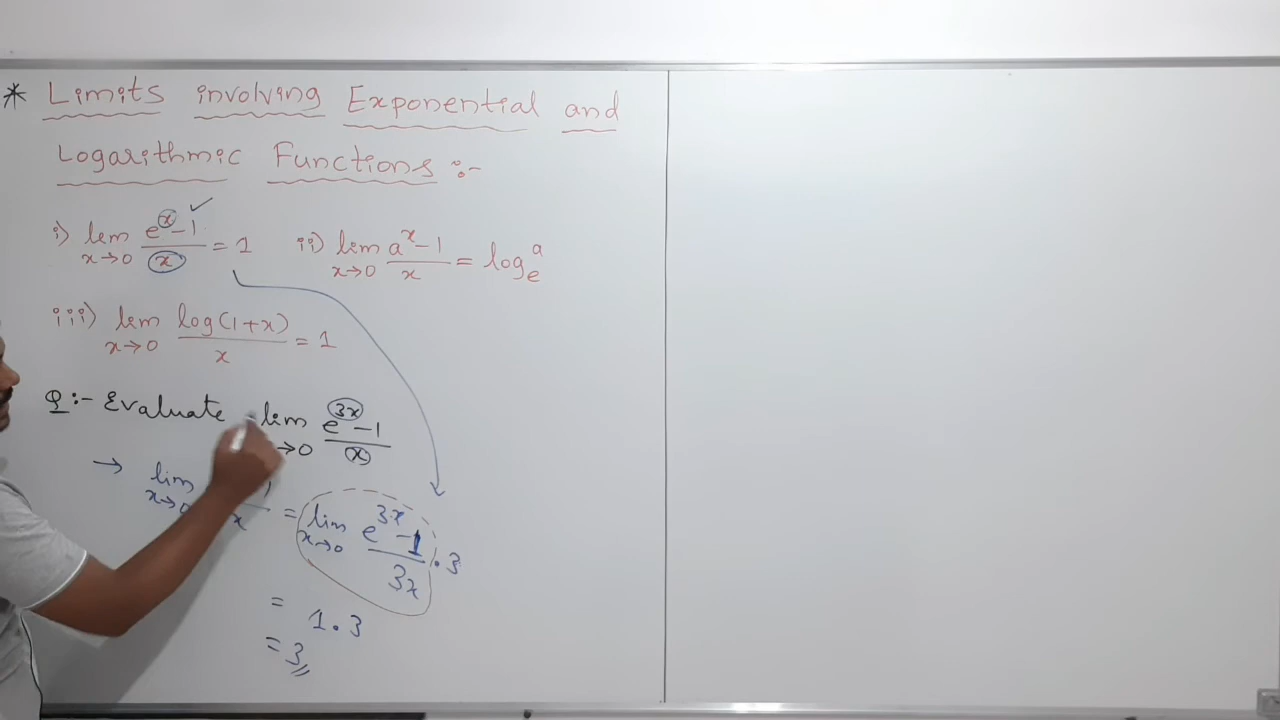 * Limits involving Exponential and
Logarithmic Functions :-
i) lim x→0 (e^x - 1)/x = 1 ✓ ii) lim x→0 (a^x - 1)/x = log_e^a
iii) lim x→0 log(1+x)/x = 1
Q:- Evaluate lim →0 (e^3x - 1)/x
→ lim x→0 x = lim x→0 (e^3x - 1)/3x . 3
= 1 . 3
= 3